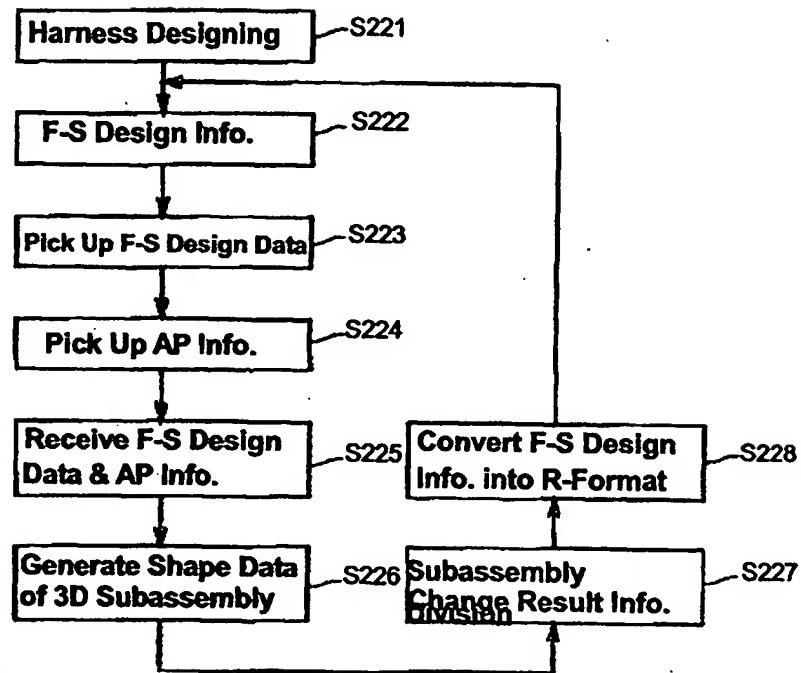 Harness Designing
S221
F-S Design Info.
S222
Pick Up F-S Design Data
S223
Pick Up AP Info.
S224
Receive F-S Design
Data & AP Info.
S225
Generate Shape Data
of 3D Subassembly
S226
Subassembly
Change Result Info.
Division
S227
Convert F-S Design
Info. into R-Format
S228